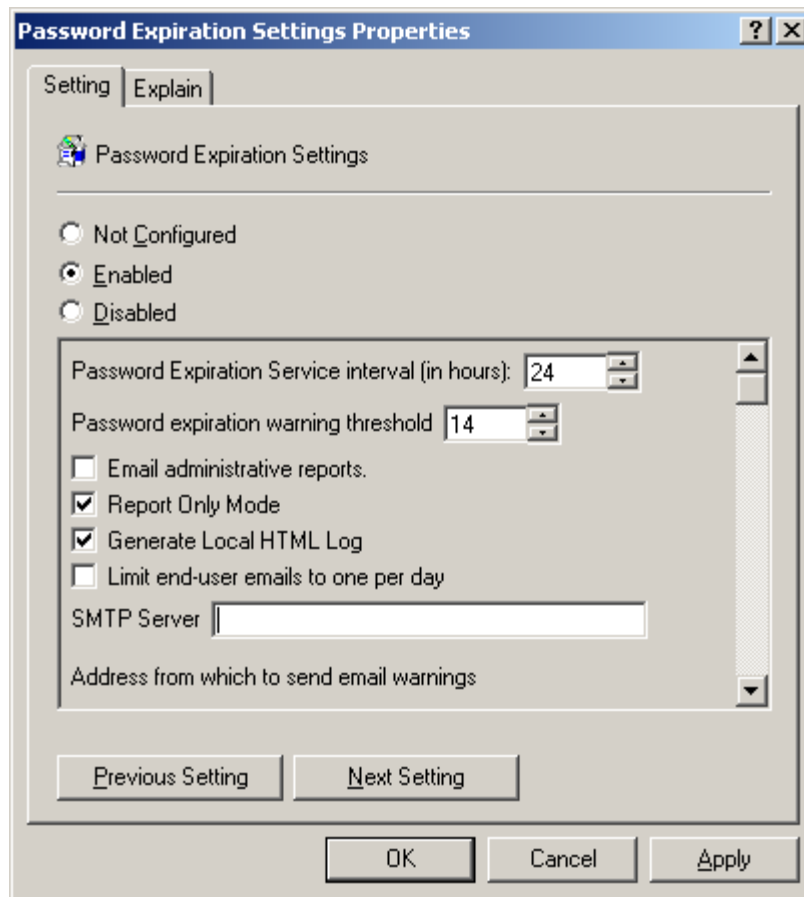 Password Expiration Settings Properties
Setting Explain
Password Expiration Settings
Not Configured
Enabled
Disabled
Password Expiration Service interval (in hours): 24
Password expiration warning threshold 14
Email administrative reports.
Report Only Mode
Generate Local HTML Log
Limit end-user emails to one per day
SMTP Server
Address from which to send email warnings
Previous Setting Next Setting
OK Cancel Apply